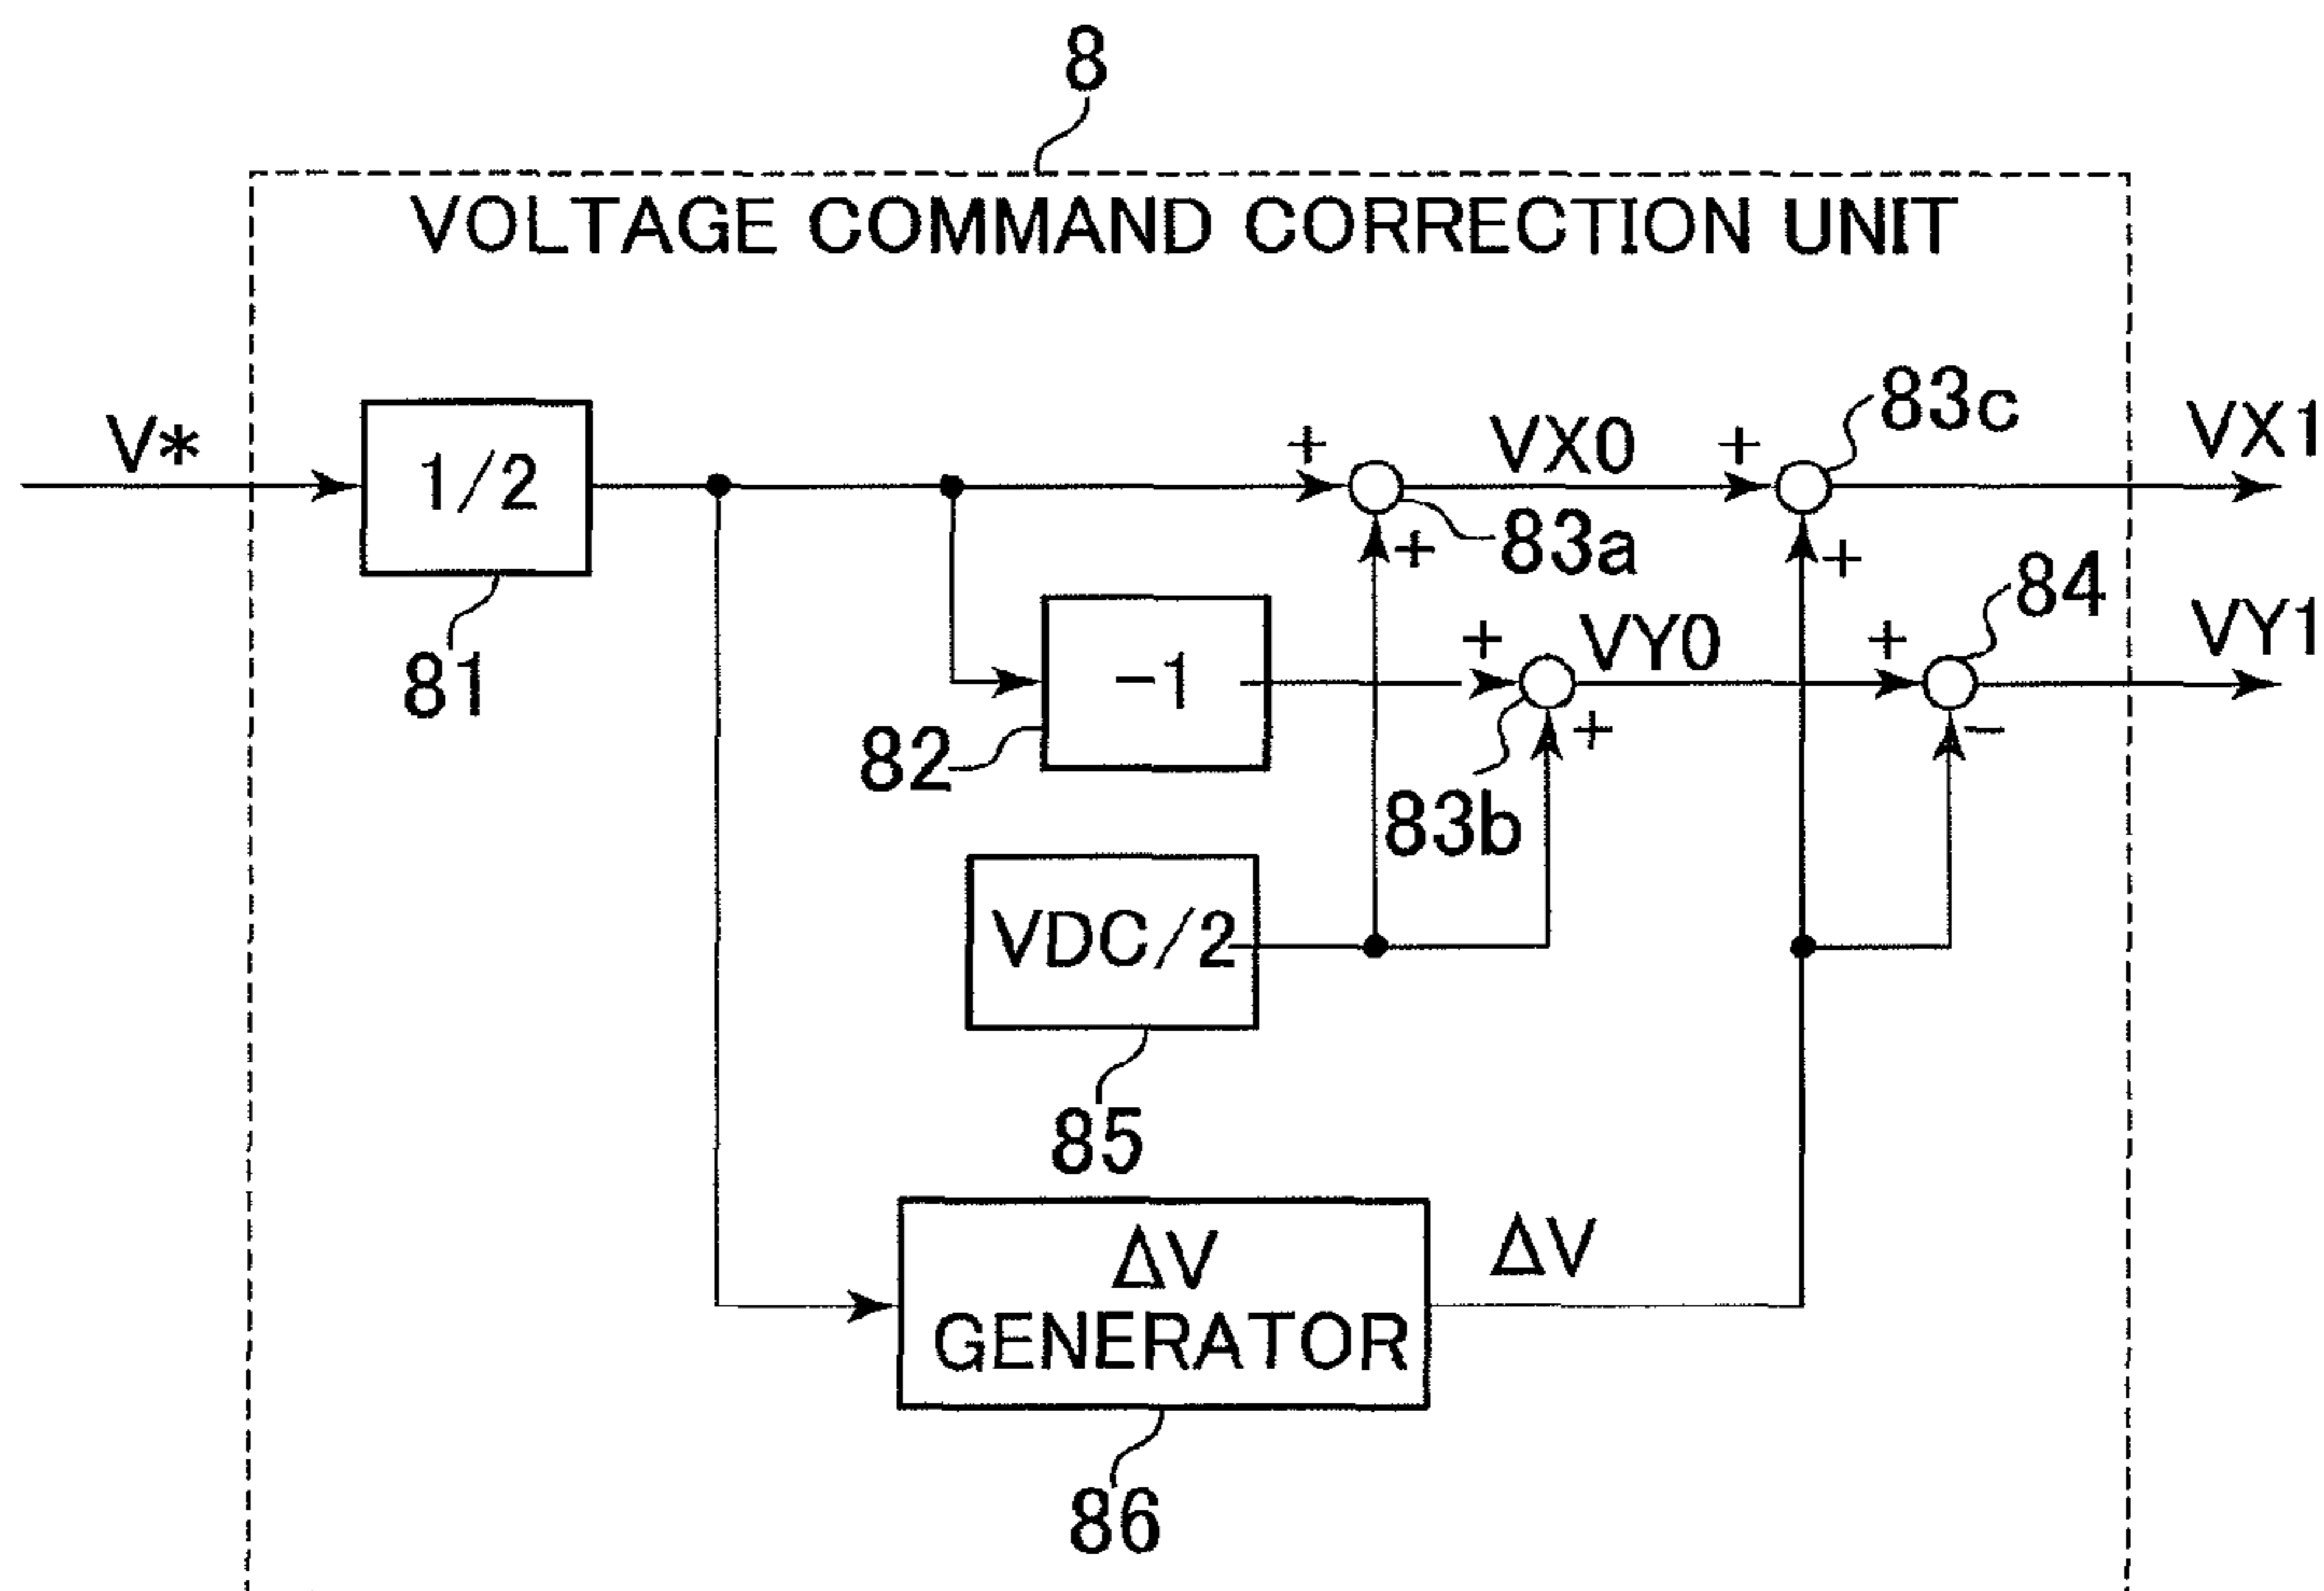 8
VOLTAGE COMMAND CORRECTION UNIT
V*
1/2
81
+
+
VX0
83a
+
+
83c
VX1
-1
82
+
+
VY0
83b
+
-
84
VY1
VDC/2
85
ΔV
GENERATOR
ΔV
86